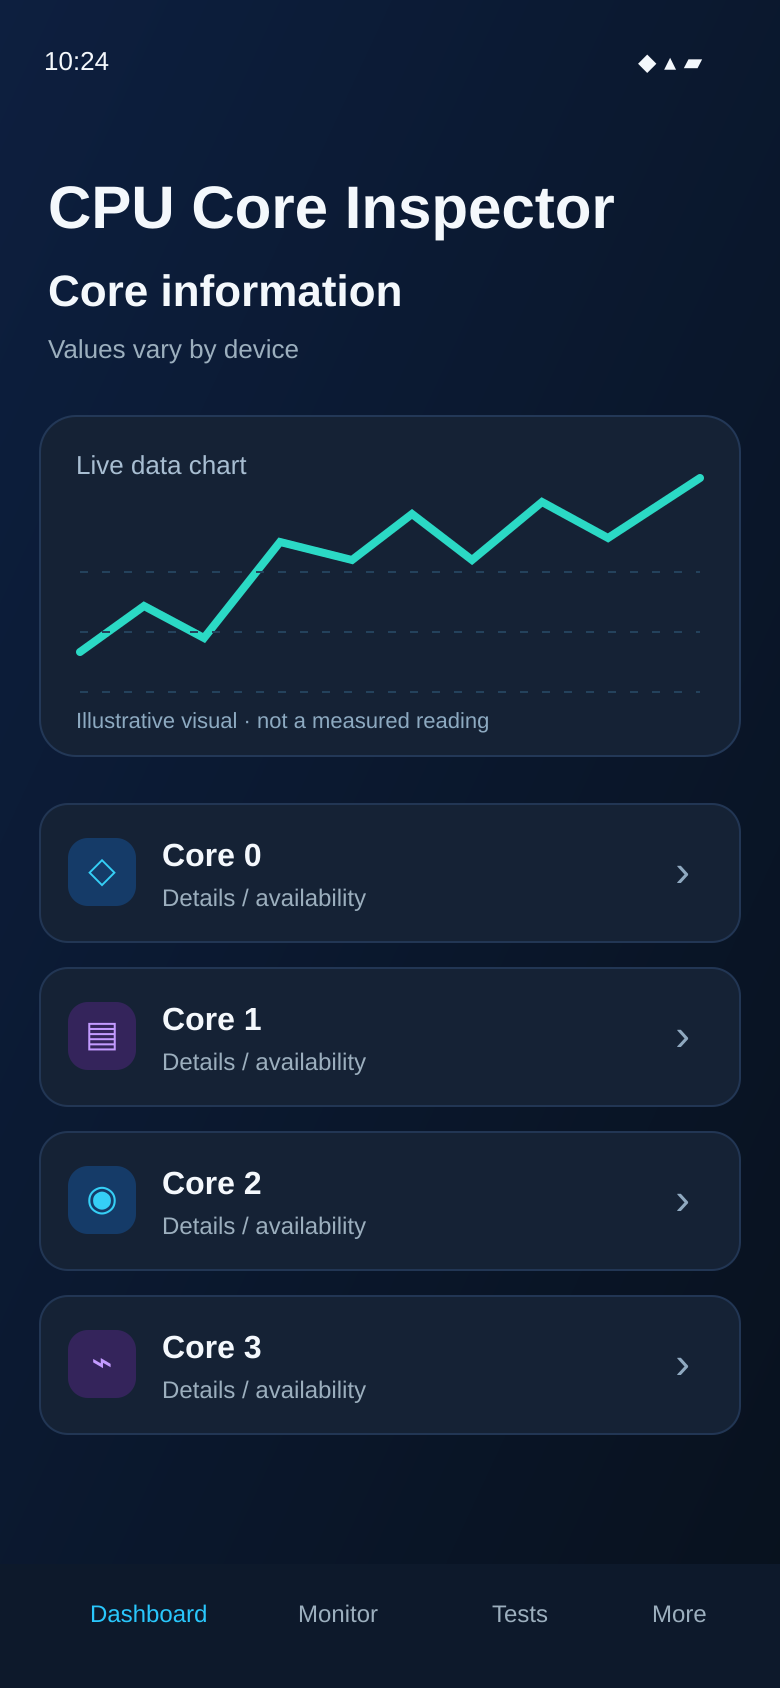 10:24
CPU Core Inspector
Core information
Values vary by device
Live data chart
Illustrative visual · not a measured reading
Core 0
Details / availability
Core 1
Details / availability
Core 2
Details / availability
Core 3
Details / availability
Dashboard Monitor Tests More